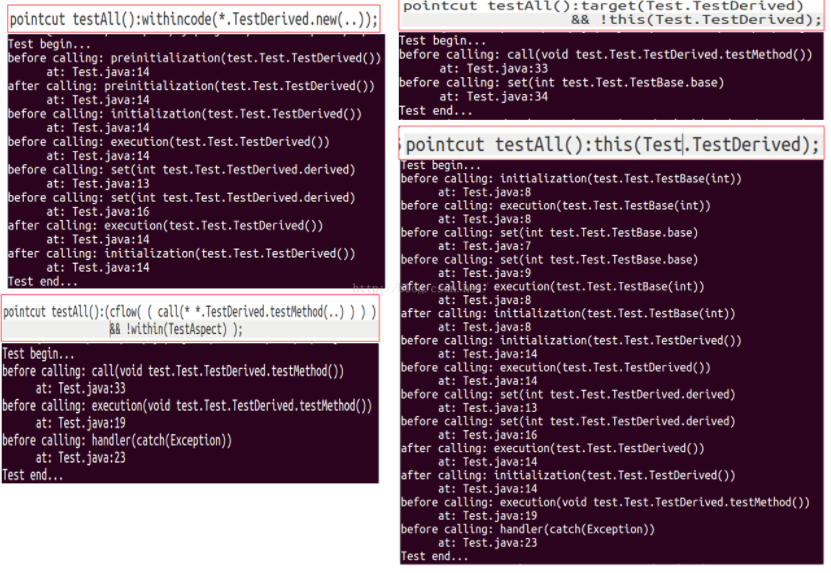 pointcut testAll():withincode(*.TestDerived.new(..));
Test begin...
before calling: preinitialization(test.Test.TestDerived())
at: Test.java:14
after calling: preinitialization(test.Test.TestDerived())
at: Test.java:14
before calling: initialization(test.Test.TestDerived())
at: Test.java:14
before calling: execution(test.Test.TestDerived())
at: Test.java:14
before calling: set(int test.Test.TestDerived.derived)
at: Test.java:13
before calling: set(int test.Test.TestDerived.derived)
at: Test.java:16
after calling: execution(test.Test.TestDerived())
at: Test.java:14
after calling: initialization(test.Test.TestDerived())
at: Test.java:14
Test end...
pointcut testAll():(cflow( ( call(* *.TestDerived.testMethod(..) ) ) )
&& !within(TestAspect) );
Test begin...
before calling: call(void test.Test.TestDerived.testMethod())
at: Test.java:33
before calling: execution(void test.Test.TestDerived.testMethod())
at: Test.java:19
before calling: handler(catch(Exception))
at: Test.java:23
Test end...
pointcut testAll():target(Test.TestDerived)
&& !this(Test.TestDerived);
Test begin...
before calling: call(void test.Test.TestDerived.testMethod())
at: Test.java:33
before calling: set(int test.Test.TestBase.base)
at: Test.java:34
Test end...
pointcut testAll():this(Test.TestDerived);
Test begin...
before calling: initialization(test.Test.TestBase(int))
at: Test.java:8
before calling: execution(test.Test.TestBase(int))
at: Test.java:8
before calling: set(int test.Test.TestBase.base)
at: Test.java:7
before calling: set(int test.Test.TestBase.base)
at: Test.java:9
after calling: execution(test.Test.TestBase(int))
at: Test.java:8
after calling: initialization(test.Test.TestBase(int))
at: Test.java:8
before calling: initialization(test.Test.TestDerived())
at: Test.java:14
before calling: execution(test.Test.TestDerived())
at: Test.java:14
before calling: set(int test.Test.TestDerived.derived)
at: Test.java:13
before calling: set(int test.Test.TestDerived.derived)
at: Test.java:16
after calling: execution(test.Test.TestDerived())
at: Test.java:14
after calling: initialization(test.Test.TestDerived())
at: Test.java:14
before calling: execution(void test.Test.TestDerived.testMethod())
at: Test.java:19
before calling: handler(catch(Exception))
at: Test.java:23
Test end...